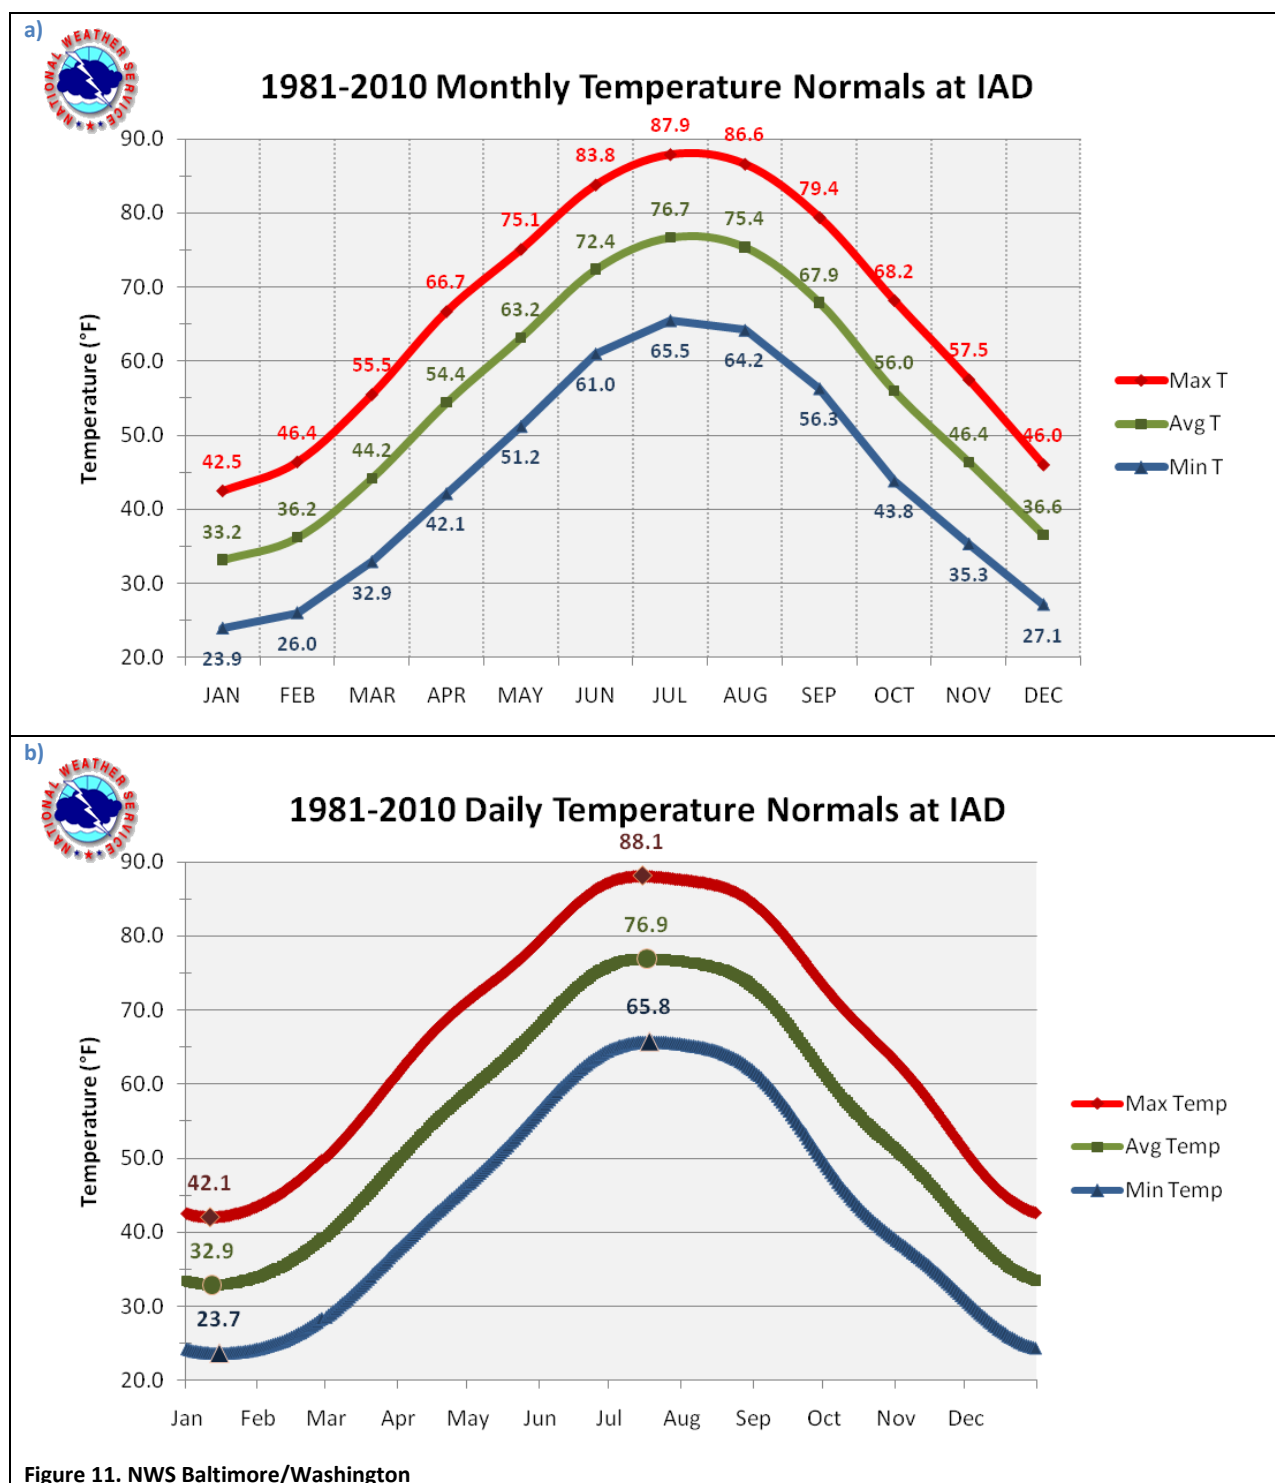 a)
NATIONAL WEATHER SERVICE
1981-2010 Monthly Temperature Normals at IAD
90.0
80.0
70.0
60.0
50.0
40.0
30.0
20.0
Temperature (°F)
42.5 46.4 55.5 66.7 75.1 83.8 87.9 86.6 79.4 68.2 57.5 46.0
33.2 36.2 44.2 54.4 63.2 72.4 76.7 75.4 67.9 56.0 46.4 36.6
23.9 26.0 32.9 42.1 51.2 61.0 65.5 64.2 56.3 43.8 35.3 27.1
JAN FEB MAR APR MAY JUN JUL AUG SEP OCT NOV DEC
Max T
Avg T
Min T
b)
NATIONAL WEATHER SERVICE
1981-2010 Daily Temperature Normals at IAD
90.0
80.0
70.0
60.0
50.0
40.0
30.0
20.0
Temperature (°F)
88.1
76.9
65.8
42.1
32.9
23.7
Jan Feb Mar Apr May Jun Jul Aug Sep Oct Nov Dec
Max Temp
Avg Temp
Min Temp
Figure 11. NWS Baltimore/Washington